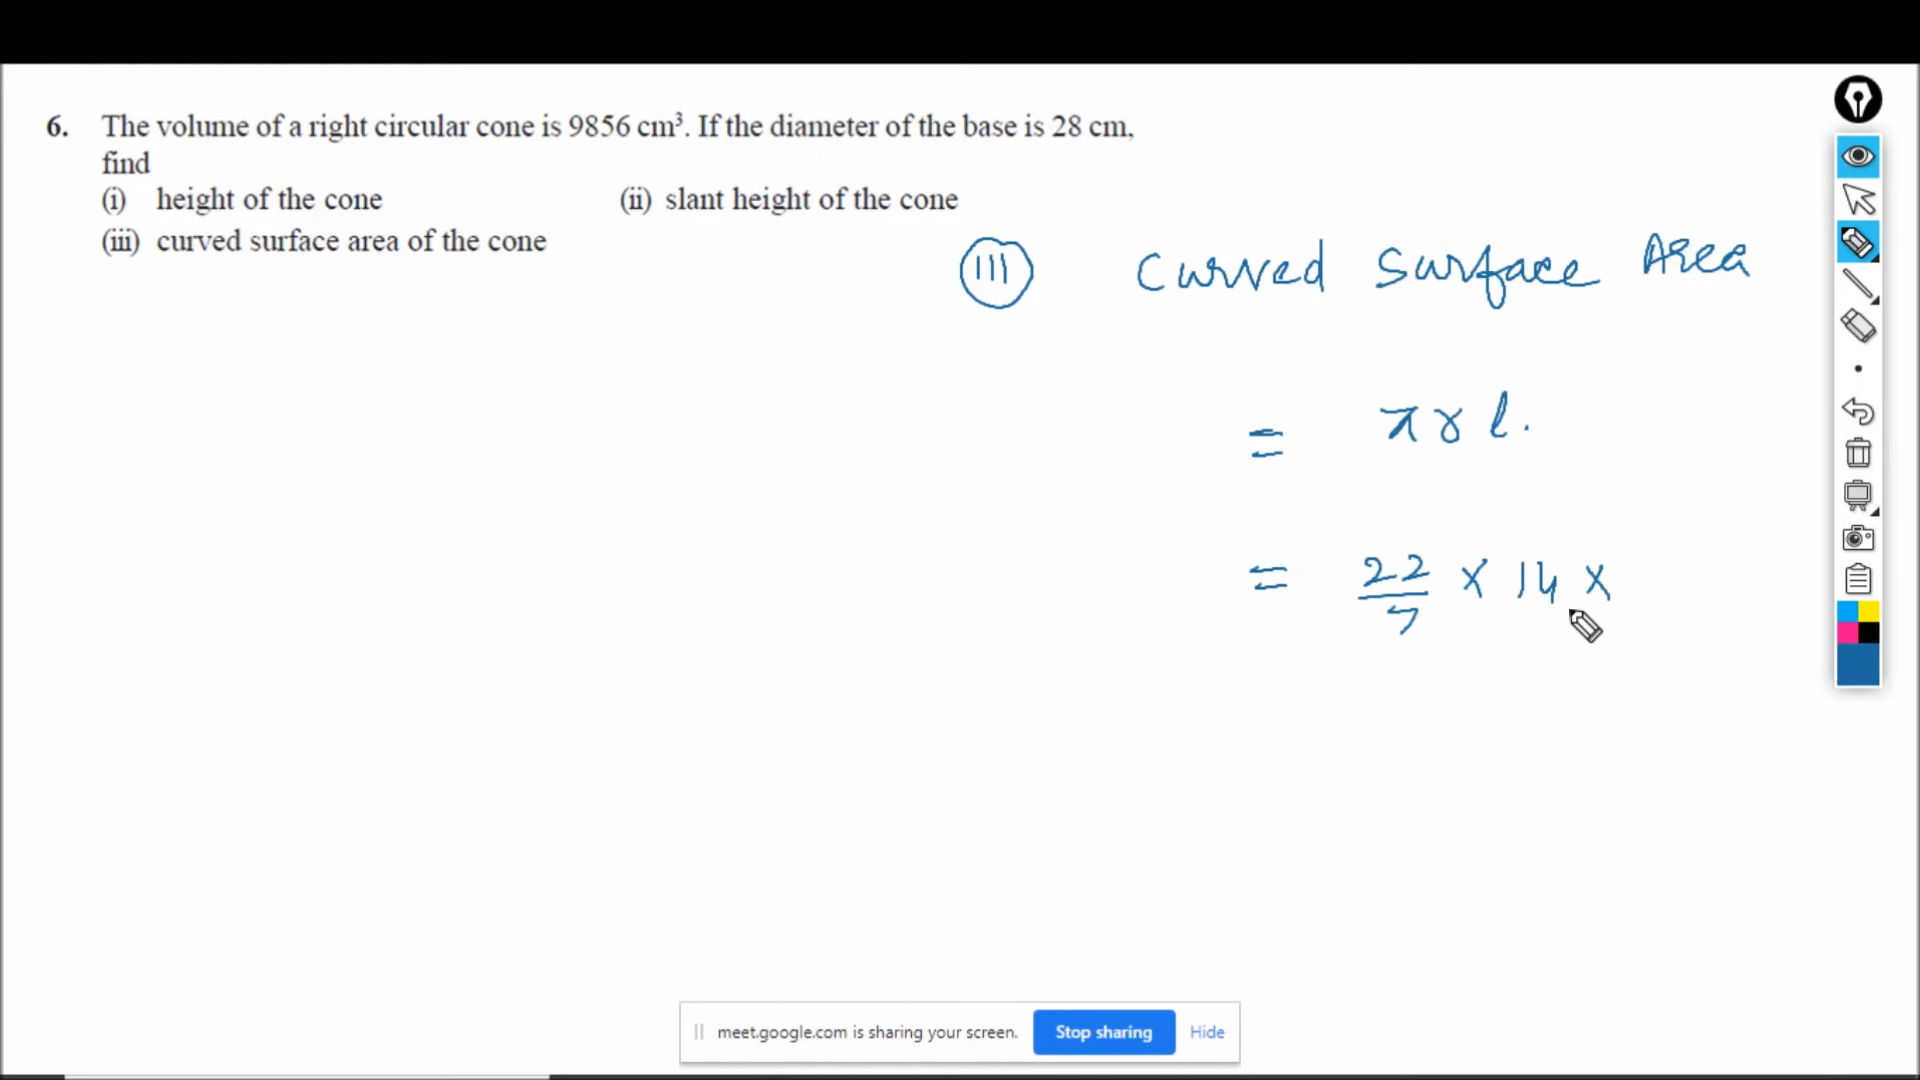 6. The volume of a right circular cone is 9856 cm³. If the diameter of the base is 28 cm,
find
(i) height of the cone (ii) slant height of the cone
(iii) curved surface area of the cone
III Curved Surface Area
= πrl.
= 22/7 × 14 ×
meet.google.com is sharing your screen. Stop sharing Hide